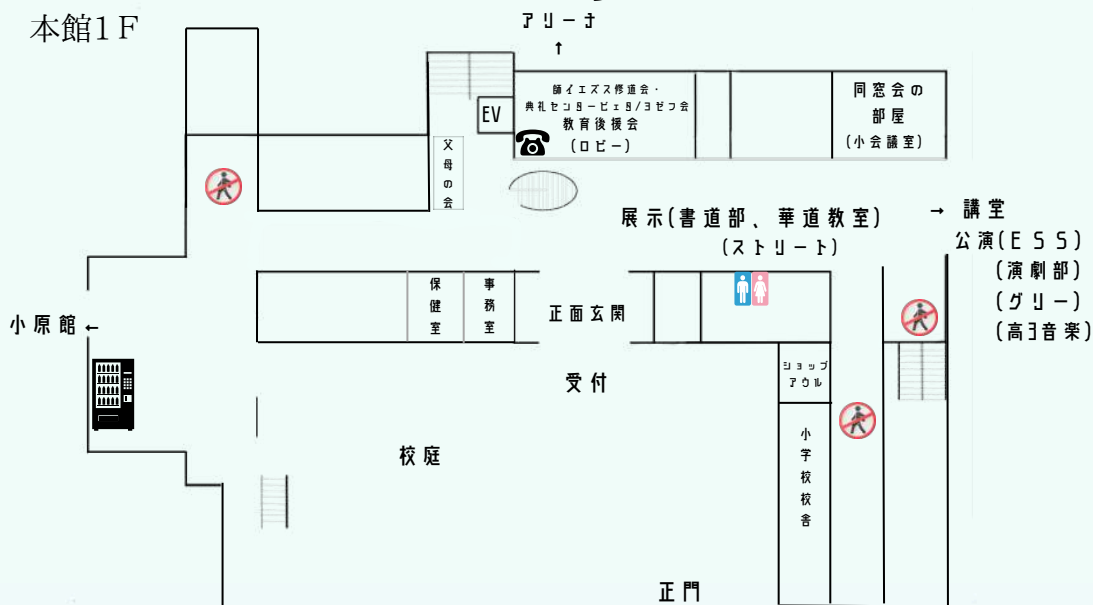 本館1F
アリーナ
↑
師イエズス修道会・
典礼センターピエタ/ヨゼフ会
教育後援会
(ロビー)
同窓会の
部屋
(小会議室)
EV
父母の会
展示(書道部、華道教室)
(ストリート)
→ 講堂
公演(ESS)
(演劇部)
(グリー)
(高3音楽)
保健室
事務室
正面玄関
小原館 ←
ショップ
アウル
受付
校庭
小学校校舎
正門